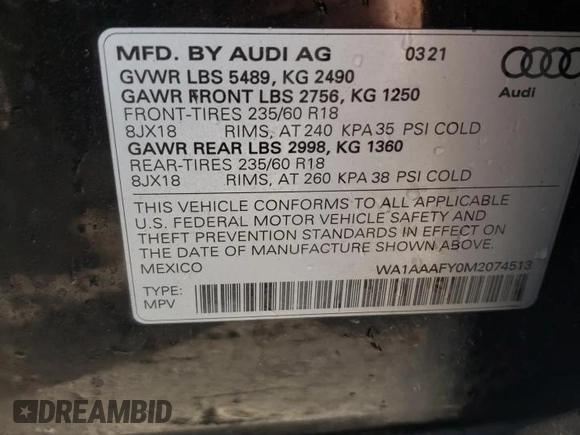 MFD. BY AUDI AG 03 21
GVWR LBS 5489, KG 2490
GAWR FRONT LBS 2756, KG 1250
FRONT-TIRES 235/60 R18
8JX18 RIMS, AT 240 KPA 35 PSI COLD
GAWR REAR LBS 2998, KG 1360
REAR-TIRES 235/60 R18
8JX18 RIMS, AT 260 KPA 38 PSI COLD
Audi
THIS VEHICLE CONFORMS TO ALL APPLICABLE
U.S. FEDERAL MOTOR VEHICLE SAFETY AND
THEFT PREVENTION STANDARDS IN EFFECT ON
THE DATE OF MANUFACTURE SHOWN ABOVE.
MEXICO WA1AAAFY0M2074513
TYPE:
MPV
DREAMBID